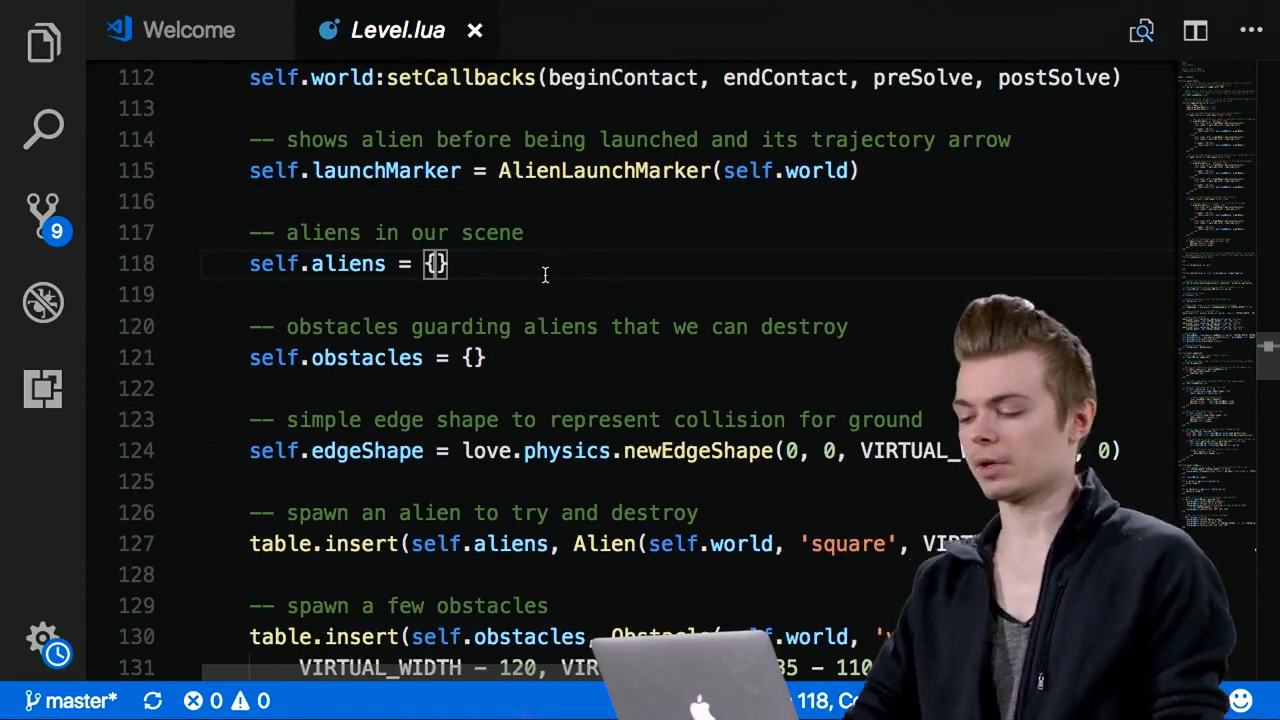 Welcome
Level.lua
112 self.world:setCallbacks(beginContact, endContact, preSolve, postSolve)
113
114 -- shows alien before being launched and its trajectory arrow
115 self.launchMarker = AlienLaunchMarker(self.world)
116
117 -- aliens in our scene
118 self.aliens = {}
119
120 -- obstacles guarding aliens that we can destroy
121 self.obstacles = {}
122
123 -- simple edge shape to represent collision for ground
124 self.edgeShape = love.physics.newEdgeShape(0, 0, VIRTUAL_ , 0)
125
126 -- spawn an alien to try and destroy
127 table.insert(self.aliens, Alien(self.world, 'square',
128
129 -- spawn a few obstacles
130 table.insert(self.obstacles, self.world,
131 VIRTUAL_WIDTH - 120, - 110
9
master* 0 0 118,